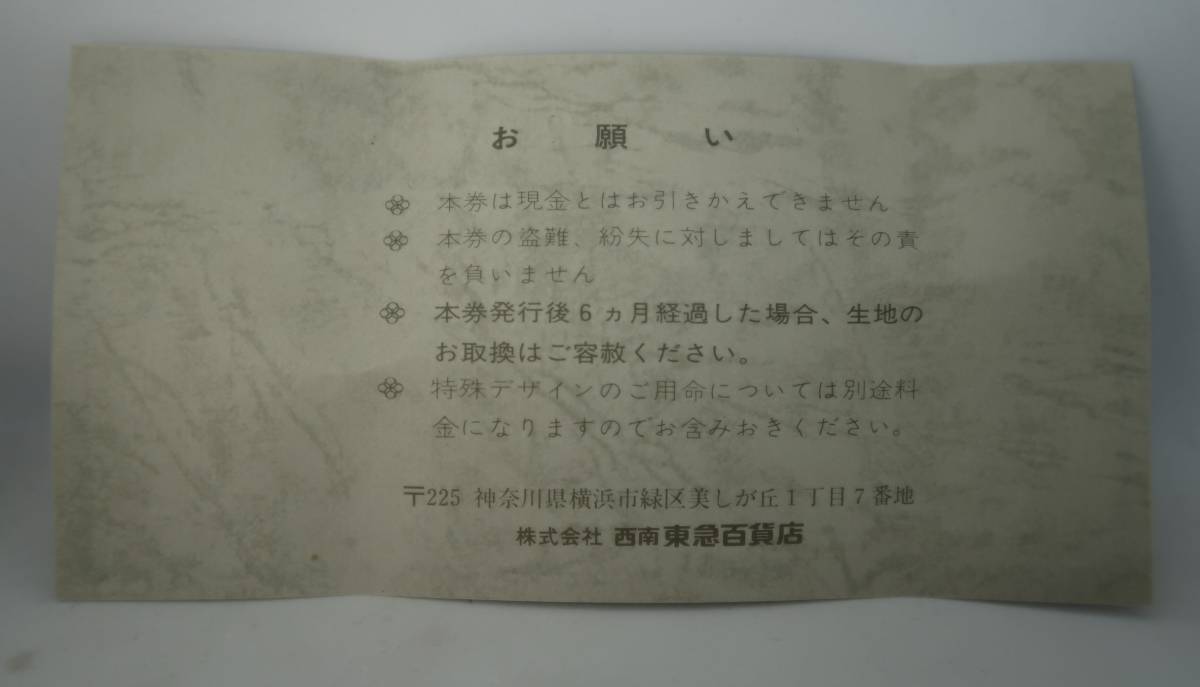 お願い
本券は現金とはお引きかえできません
本券の盗難、紛失に対しましてはその責
を負いません
本券発行後6ヵ月経過した場合、生地の
お取換はご容赦ください。
特殊デザインのご用命については別途料
金になりますのでお含みおきください。
〒225 神奈川県横浜市緑区美しが丘1丁目7番地
株式会社 西南東急百貨店